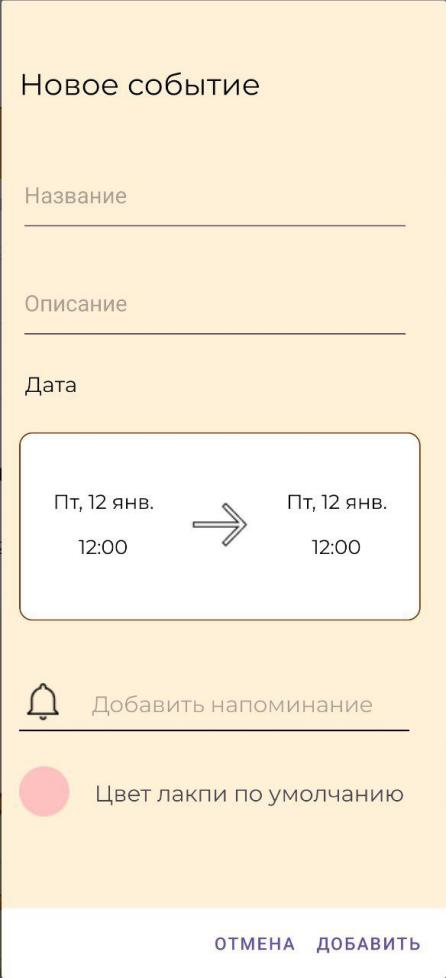 Новое событие
Название
Описание
Дата
Пт, 12 янв. Пт, 12 янв.
12:00 12:00
Добавить напоминание
Цвет лакпи по умолчанию
ОТМЕНА ДОБАВИТЬ